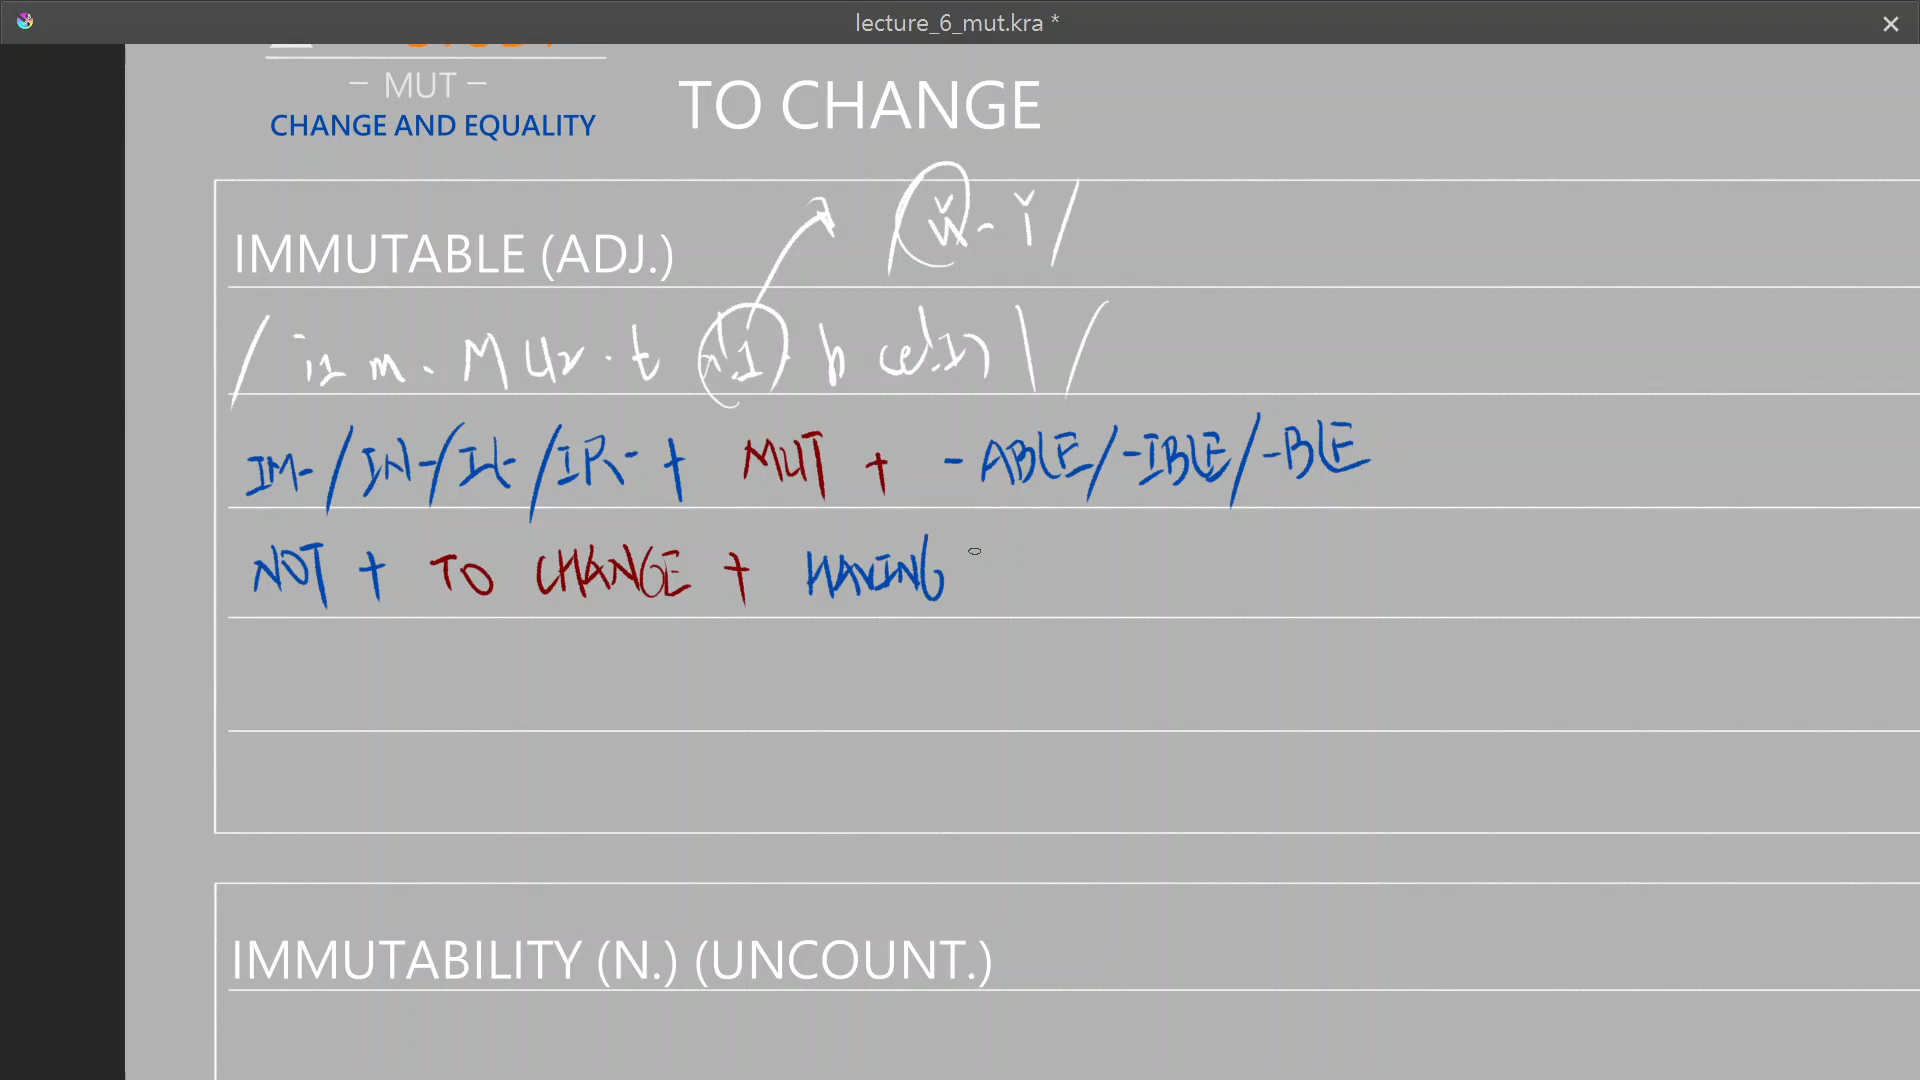 lecture_6_mut.kra *
– MUT –
CHANGE AND EQUALITY
TO CHANGE
/ ŭ - ĭ /
IMMUTABLE (ADJ.)
IM- / IN- / IL- / IR- + MUT + -ABLE / -IBLE / -BLE
NOT + TO CHANGE + HAVING
IMMUTABILITY (N.) (UNCOUNT.)